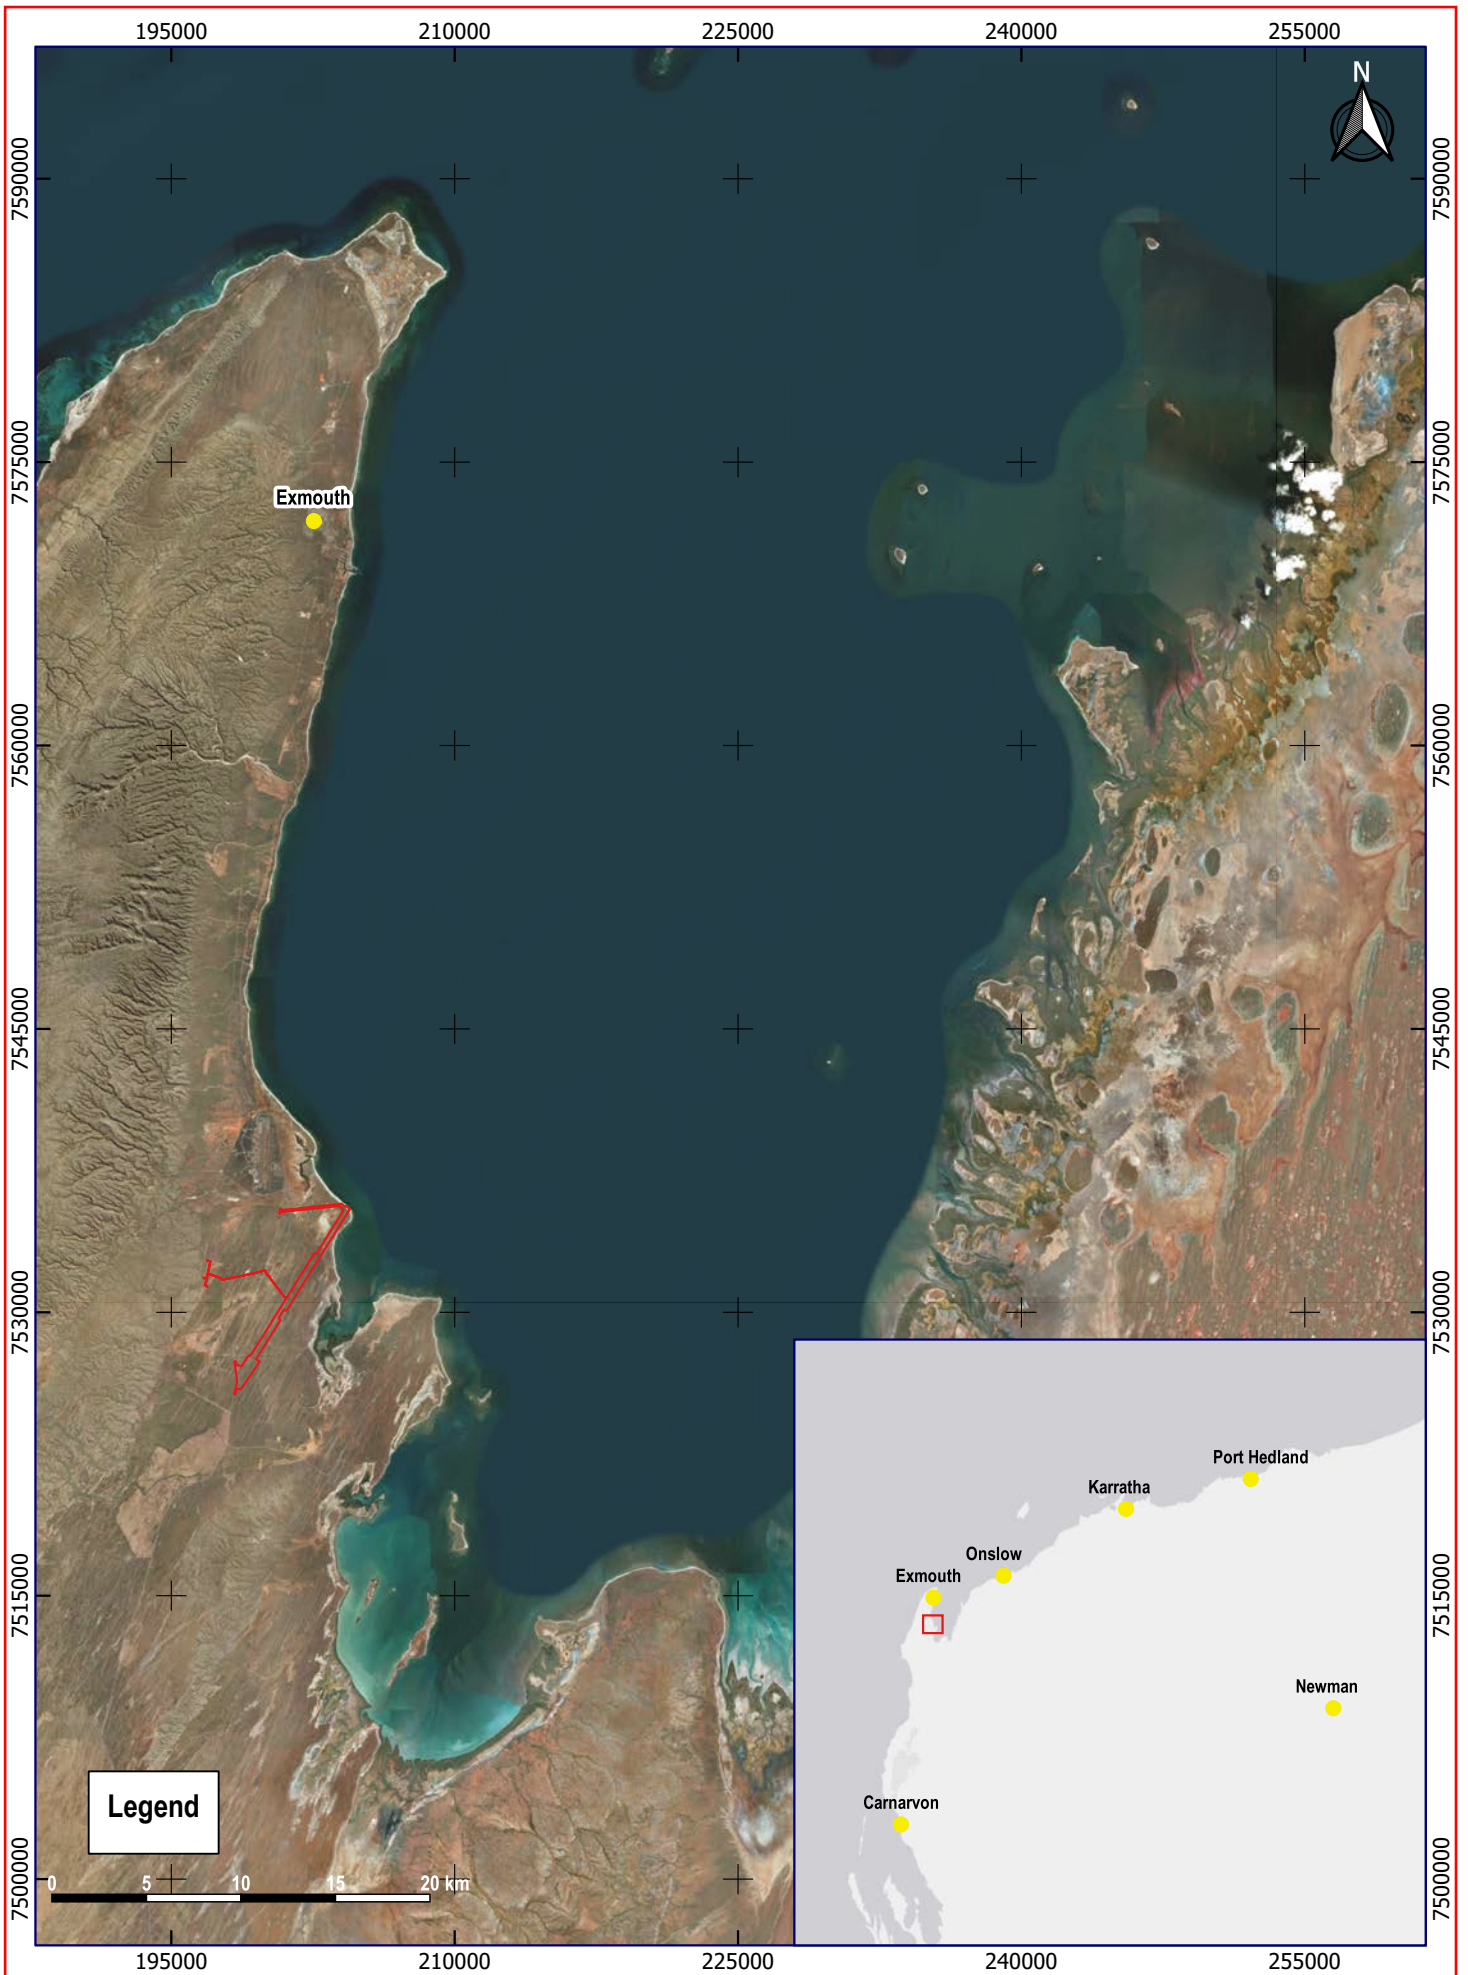 195000 210000 225000 240000 255000
N
7590000 7590000
7575000 7575000
Exmouth
7560000 7560000
7545000 7545000
7530000 7530000
Port Hedland
Karratha
Onslow
Exmouth
7515000 7515000
Newman
Carnarvon
Legend
0 5 10 15 20 km
7500000 7500000
195000 210000 225000 240000 255000